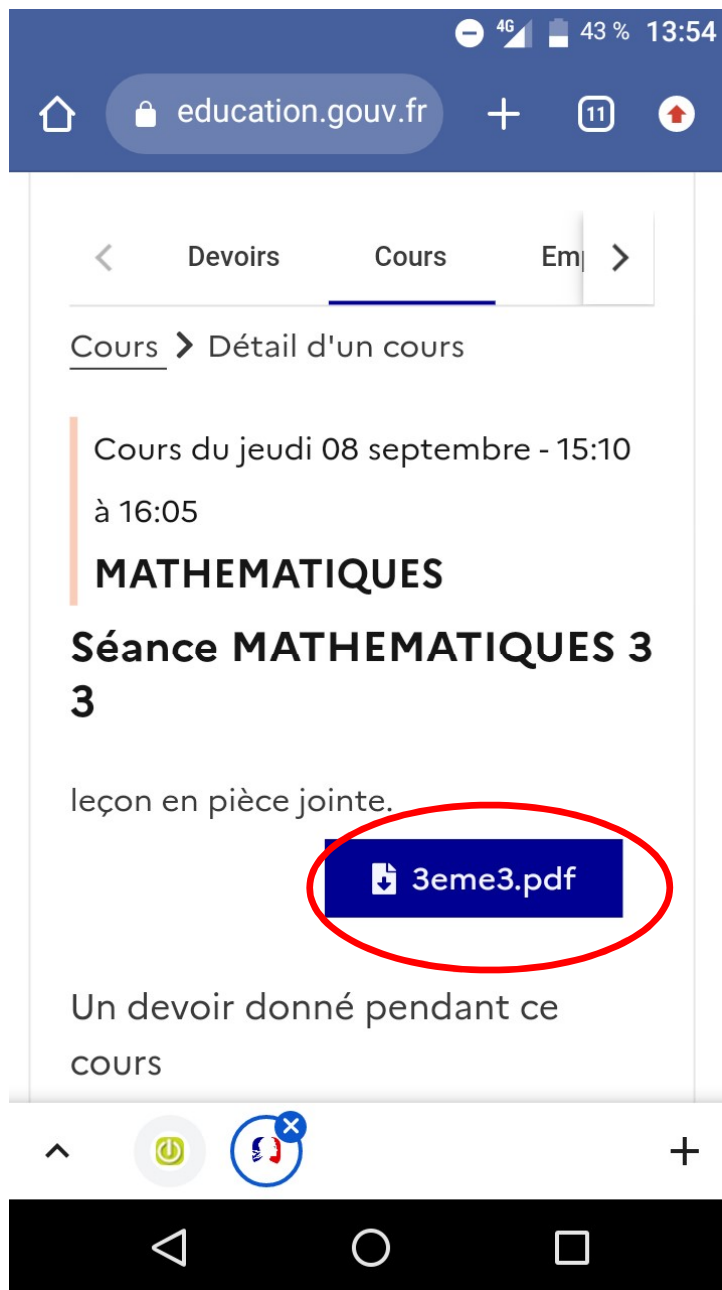 4G 43 % 13:54
education.gouv.fr 11
Devoirs Cours Em
Cours Détail d'un cours
Cours du jeudi 08 septembre - 15:10
à 16:05
MATHEMATIQUES
Séance MATHEMATIQUES 3
3
leçon en pièce jointe.
3eme3.pdf
Un devoir donné pendant ce
cours